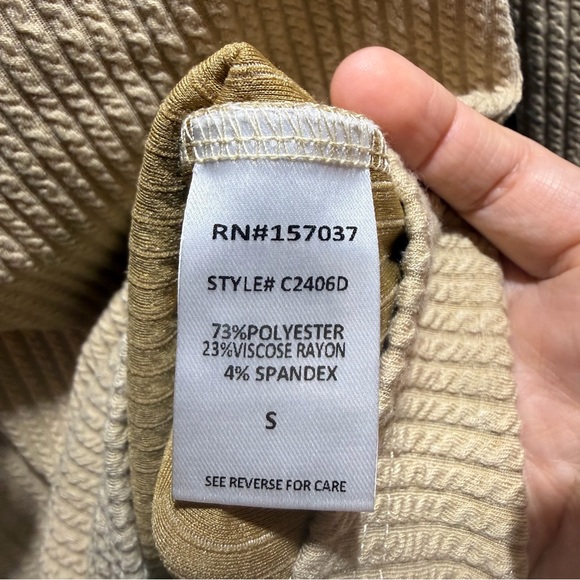 RN#157037
STYLE# C2406D
73%POLYESTER
23%VISCOSE RAYON
4% SPANDEX
S
SEE REVERSE FOR CARE